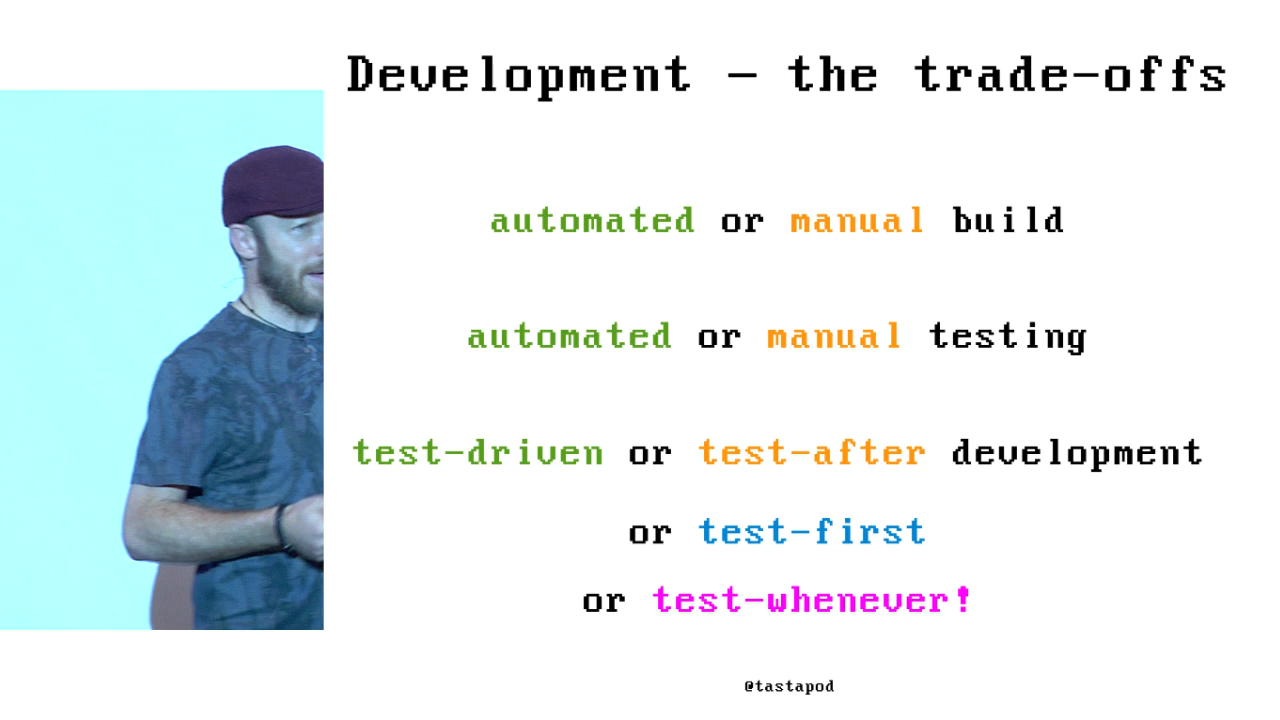 Development - the trade-offs
automated or manual build
automated or manual testing
test-driven or test-after development
or test-first
or test-whenever!
@tastapod